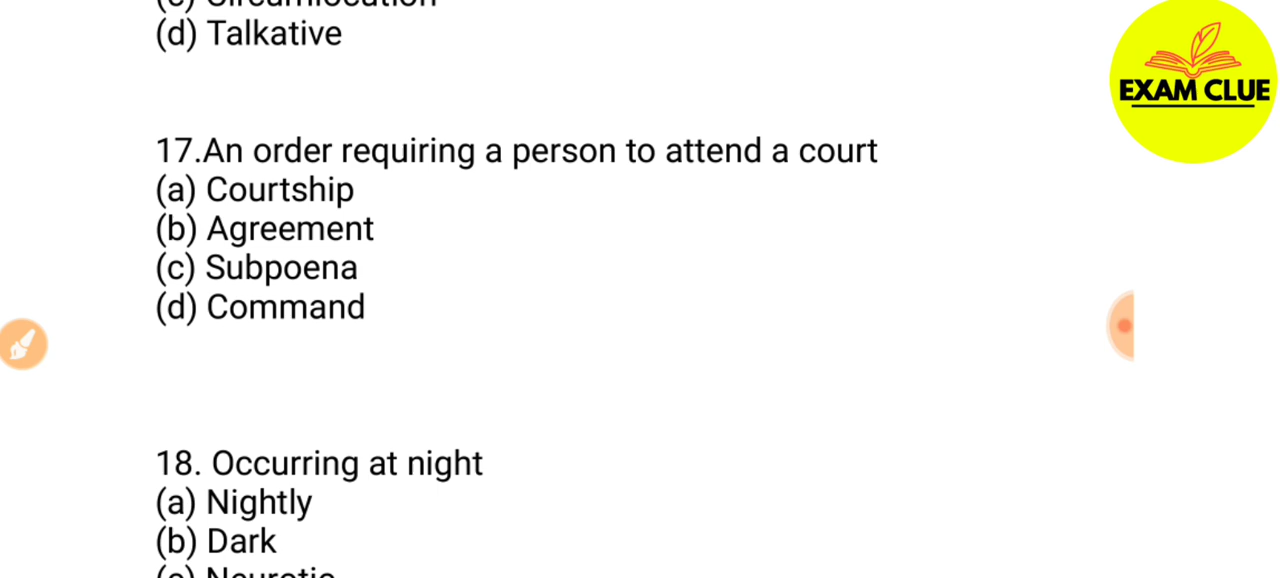 (d) Talkative
EXAM CLUE
17.An order requiring a person to attend a court
(a) Courtship
(b) Agreement
(c) Subpoena
(d) Command
18. Occurring at night
(a) Nightly
(b) Dark